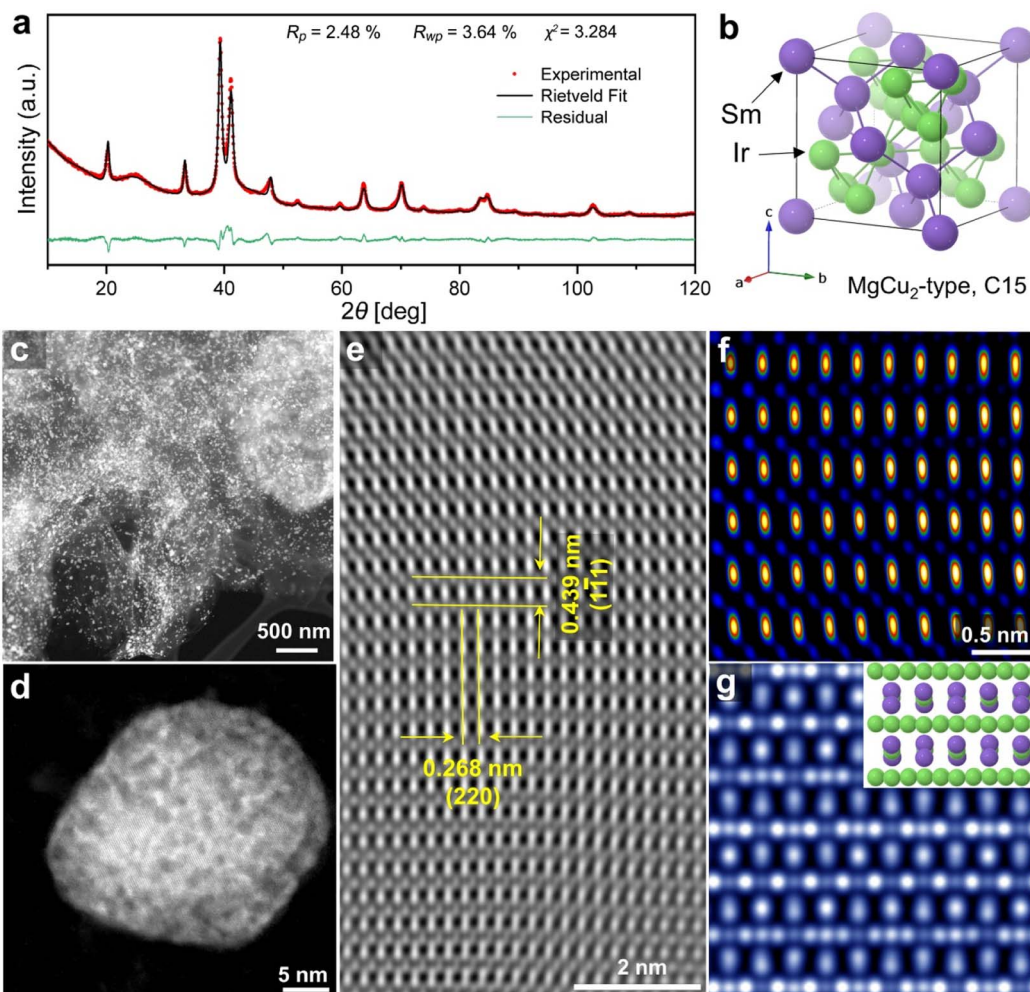 a
R_p = 2.48 % R_wp = 3.64 % χ² = 3.284
Experimental
Rietveld Fit
Residual
Intensity (a.u.)
20 40 60 80 100 120
2θ [deg]
b
Sm
Ir
c
a
b
MgCu₂-type, C15
c
500 nm
d
5 nm
e
0.439 nm
(11̄1)
0.268 nm
(220)
2 nm
f
0.5 nm
g